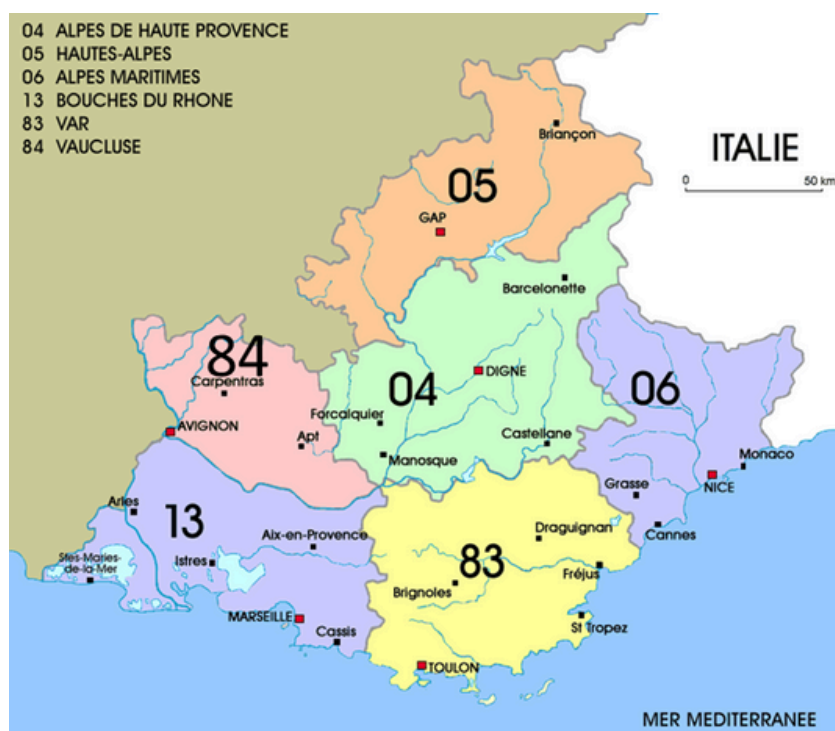 04 ALPES DE HAUTE PROVENCE
05 HAUTES-ALPES
06 ALPES MARITIMES
13 BOUCHES DU RHONE
83 VAR
84 VAUCLUSE
Briançon
ITALIE
0 50 km
05
GAP
Barcelonette
84
Carpentras
DIGNE
04
06
Forcalquier
AVIGNON
Apt
Castellane
Manosque
Monaco
Grasse
NICE
Arles
13
Aix-en-Provence
Draguignan
Cannes
Stes-Maries-
de-la-Mer
Istres
83
Fréjus
Brignoles
MARSEILLE
Cassis
St Tropez
TOULON
MER MEDITERRANEE